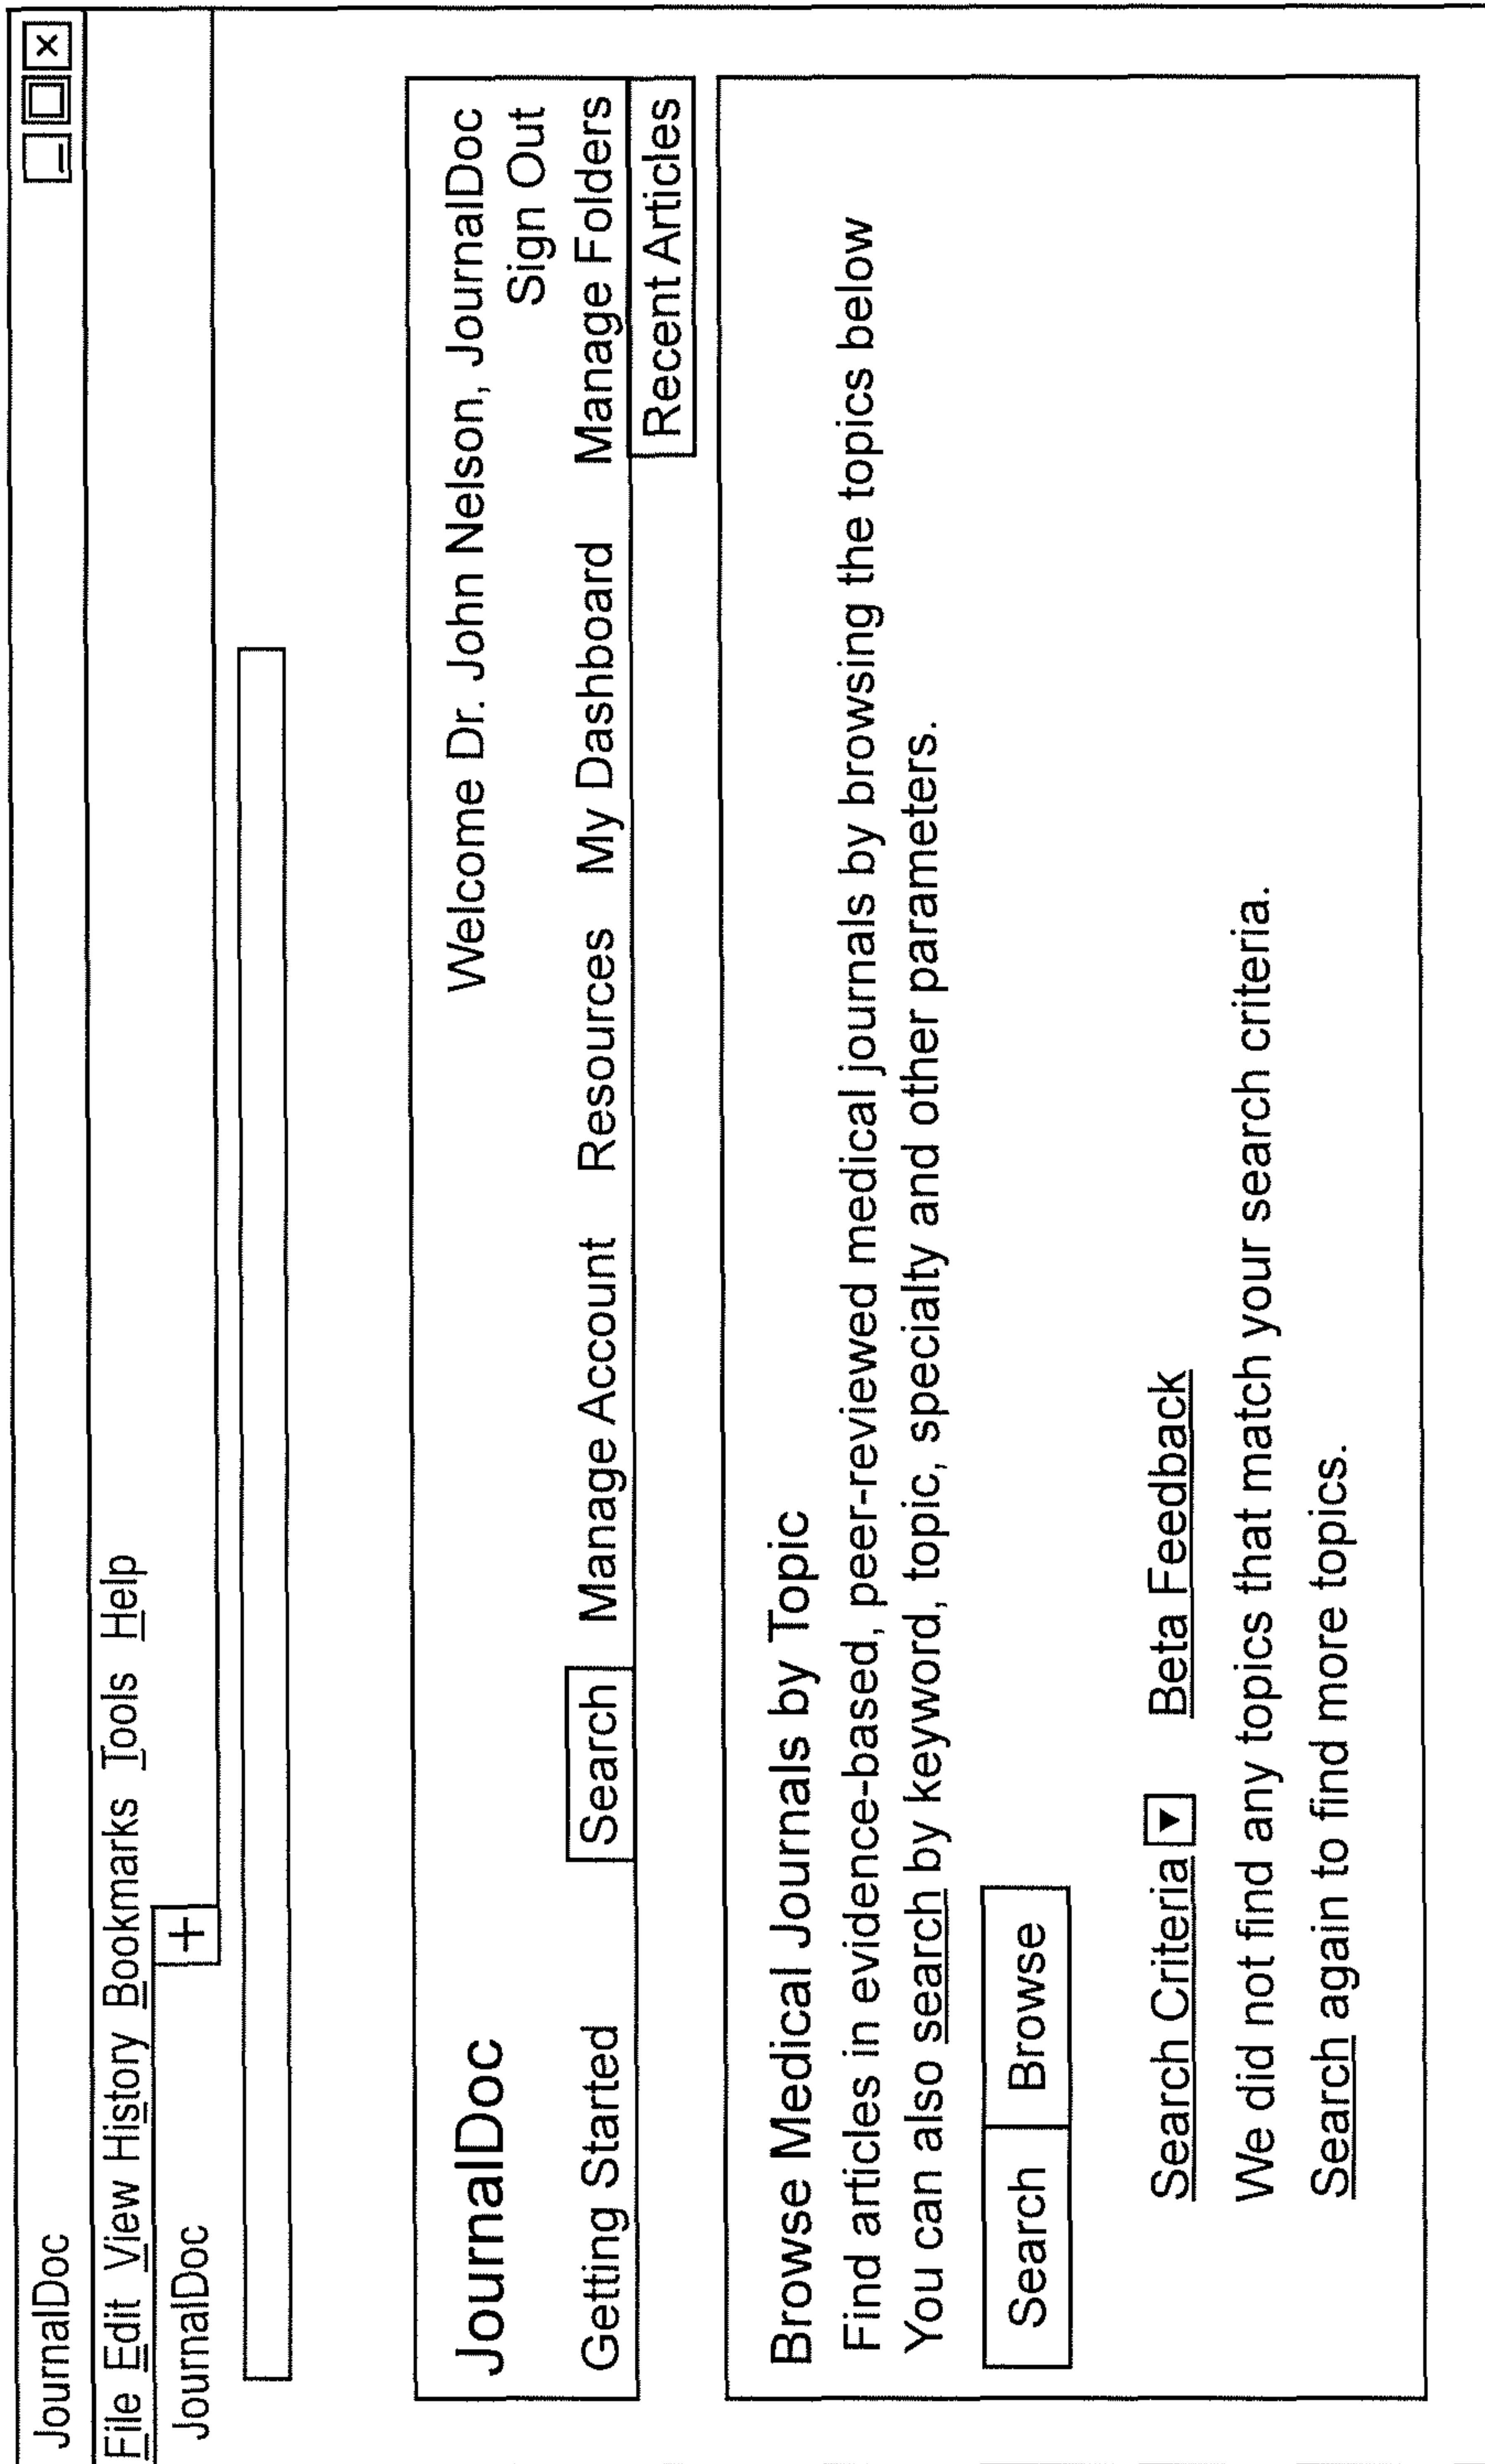 JournalDoc
File Edit View History Bookmarks Tools Help
JournalDoc +
JournalDoc
Welcome Dr. John Nelson, JournalDoc
Sign Out
Getting Started Search Manage Account Resources My Dashboard Manage Folders
Recent Articles
Browse Medical Journals by Topic
Find articles in evidence-based, peer-reviewed medical journals by browsing the topics below
You can also search by keyword, topic, specialty and other parameters.
Search Browse
Search Criteria ▼ Beta Feedback
We did not find any topics that match your search criteria.
Search again to find more topics.